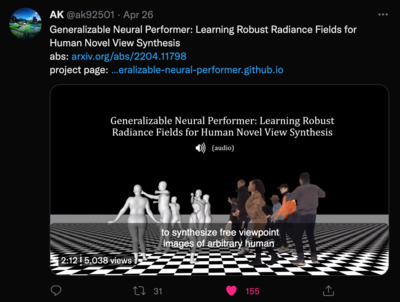 AK @ak92501 · Apr 26
Generalizable Neural Performer: Learning Robust Radiance Fields for
Human Novel View Synthesis
abs: arxiv.org/abs/2204.11798
project page: ...eralizable-neural-performer.github.io
Generalizable Neural Performer: Learning Robust
Radiance Fields for Human Novel View Synthesis
(audio)
to synthesize free viewpoint
images of arbitrary human
2:12 | 5,038 views
31
155